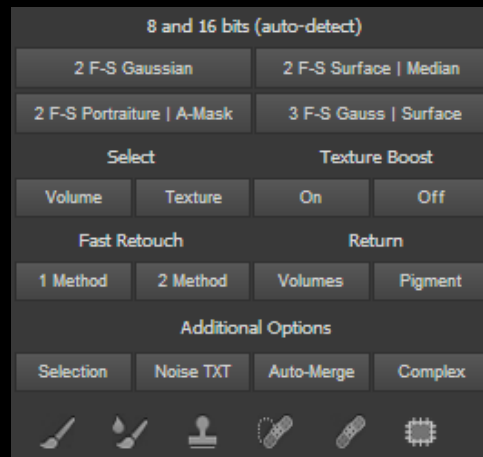 8 and 16 bits (auto-detect)
2 F-S Gaussian 2 F-S Surface | Median
2 F-S Portraiture | A-Mask 3 F-S Gauss | Surface
Select Texture Boost
Volume Texture On Off
Fast Retouch Return
1 Method 2 Method Volumes Pigment
Additional Options
Selection Noise TXT Auto-Merge Complex